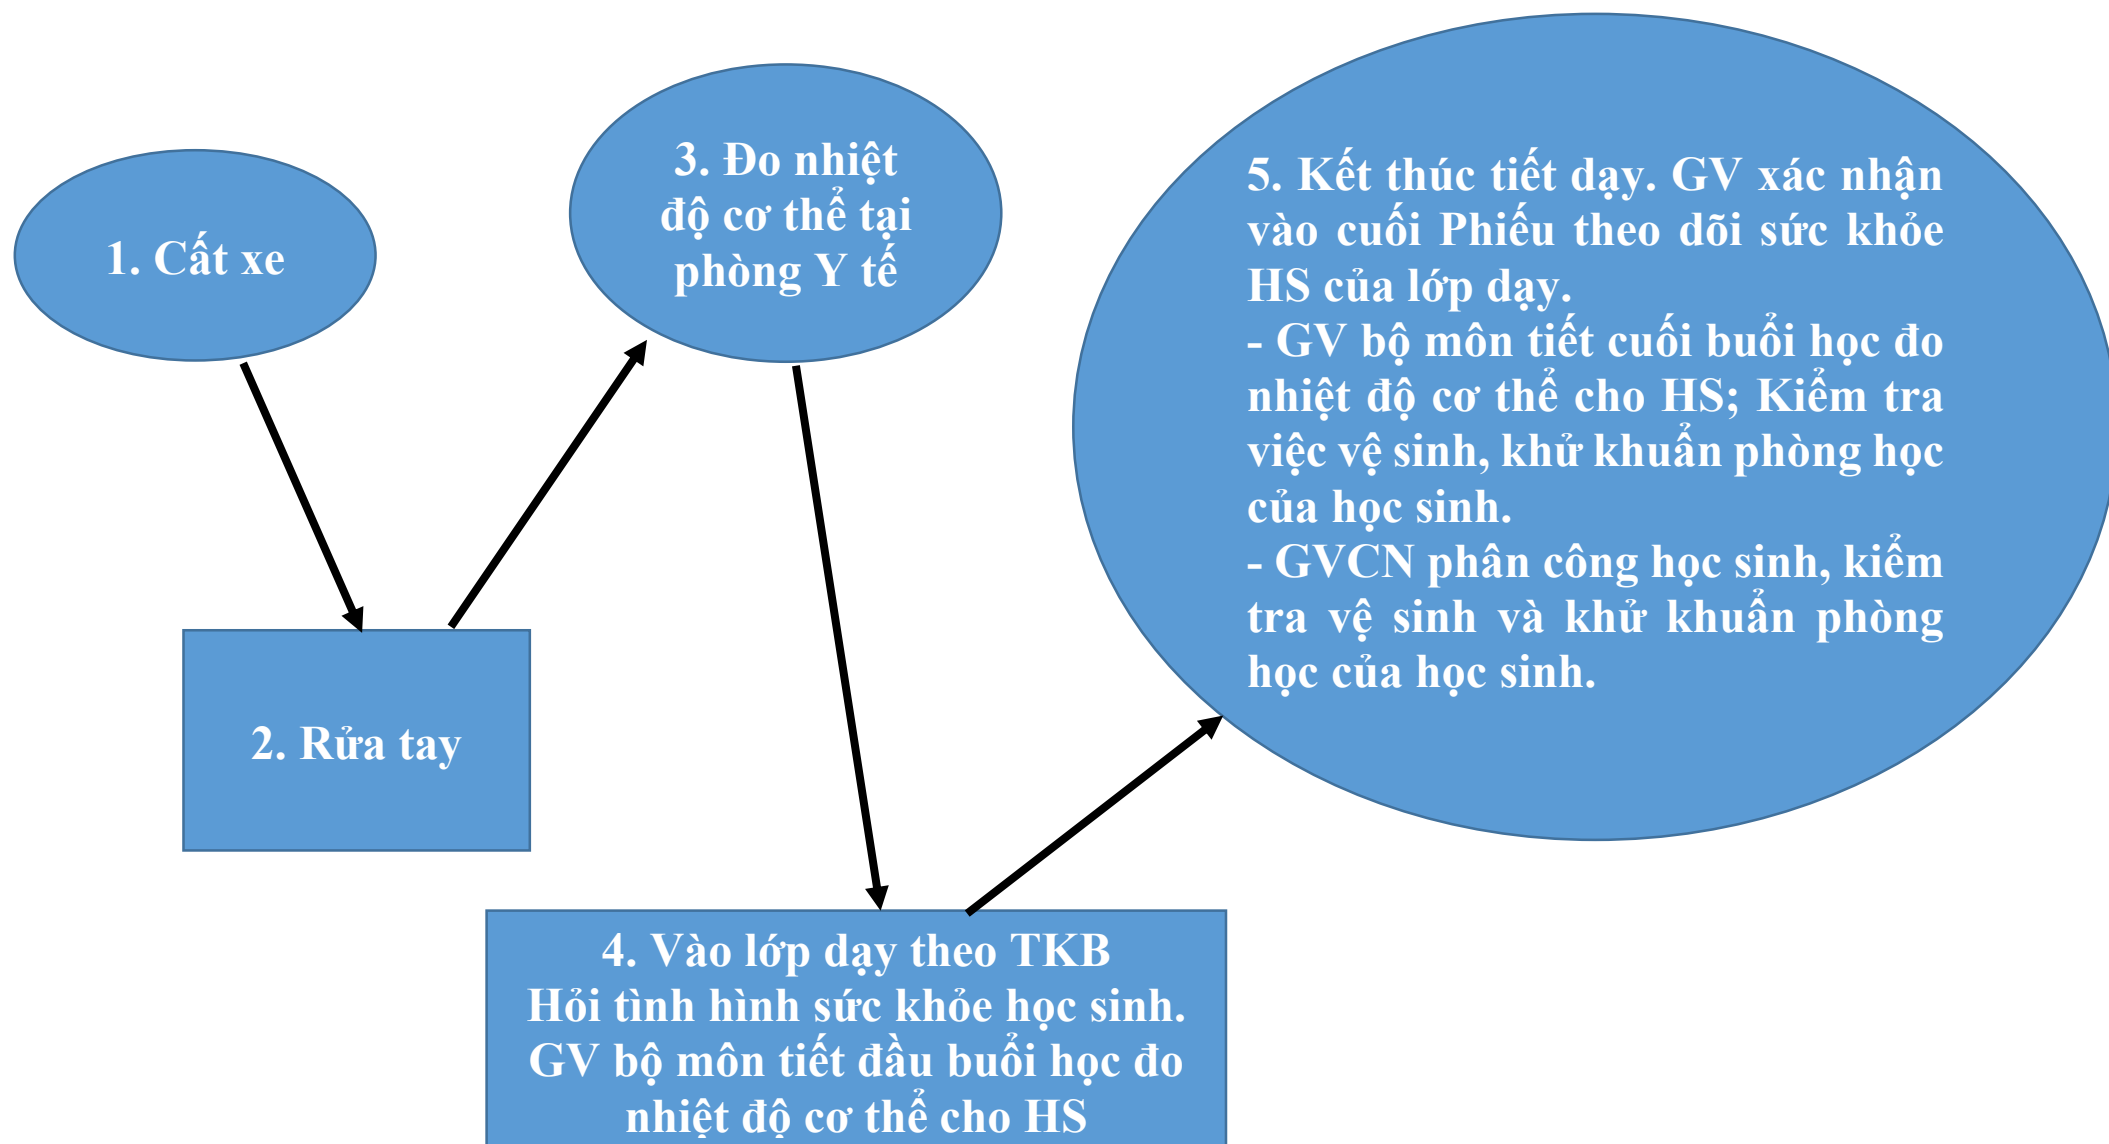 1. Cất xe
2. Rửa tay
3. Đo nhiệt
độ cơ thể tại
phòng Y tế
4. Vào lớp dạy theo TKB
Hỏi tình hình sức khỏe học sinh.
GV bộ môn tiết đầu buổi học đo
nhiệt độ cơ thể cho HS
5. Kết thúc tiết dạy. GV xác nhận
vào cuối Phiếu theo dõi sức khỏe
HS của lớp dạy.
- GV bộ môn tiết cuối buổi học đo
nhiệt độ cơ thể cho HS; Kiểm tra
việc vệ sinh, khử khuẩn phòng học
của học sinh.
- GVCN phân công học sinh, kiểm
tra vệ sinh và khử khuẩn phòng
học của học sinh.